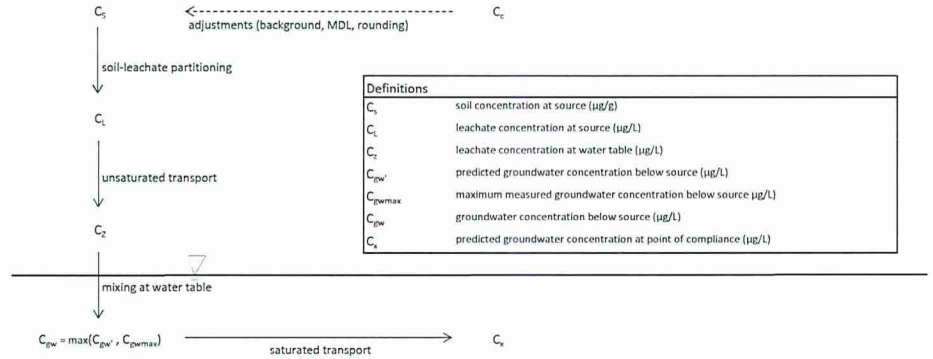 Cs Cc
adjustments (background, MDL, rounding)
soil-leachate partitioning
CL
unsaturated transport
Cz
mixing at water table
Cgw = max(Cgw' , Cgwmax) Cx
saturated transport
Definitions
Cs soil concentration at source (µg/g)
CL leachate concentration at source (µg/L)
Cz leachate concentration at water table (µg/L)
Cgw' predicted groundwater concentration below source (µg/L)
Cgwmax maximum measured groundwater concentration below source µg/L)
Cgw groundwater concentration below source (µg/L)
Cx predicted groundwater concentration at point of compliance (µg/L)